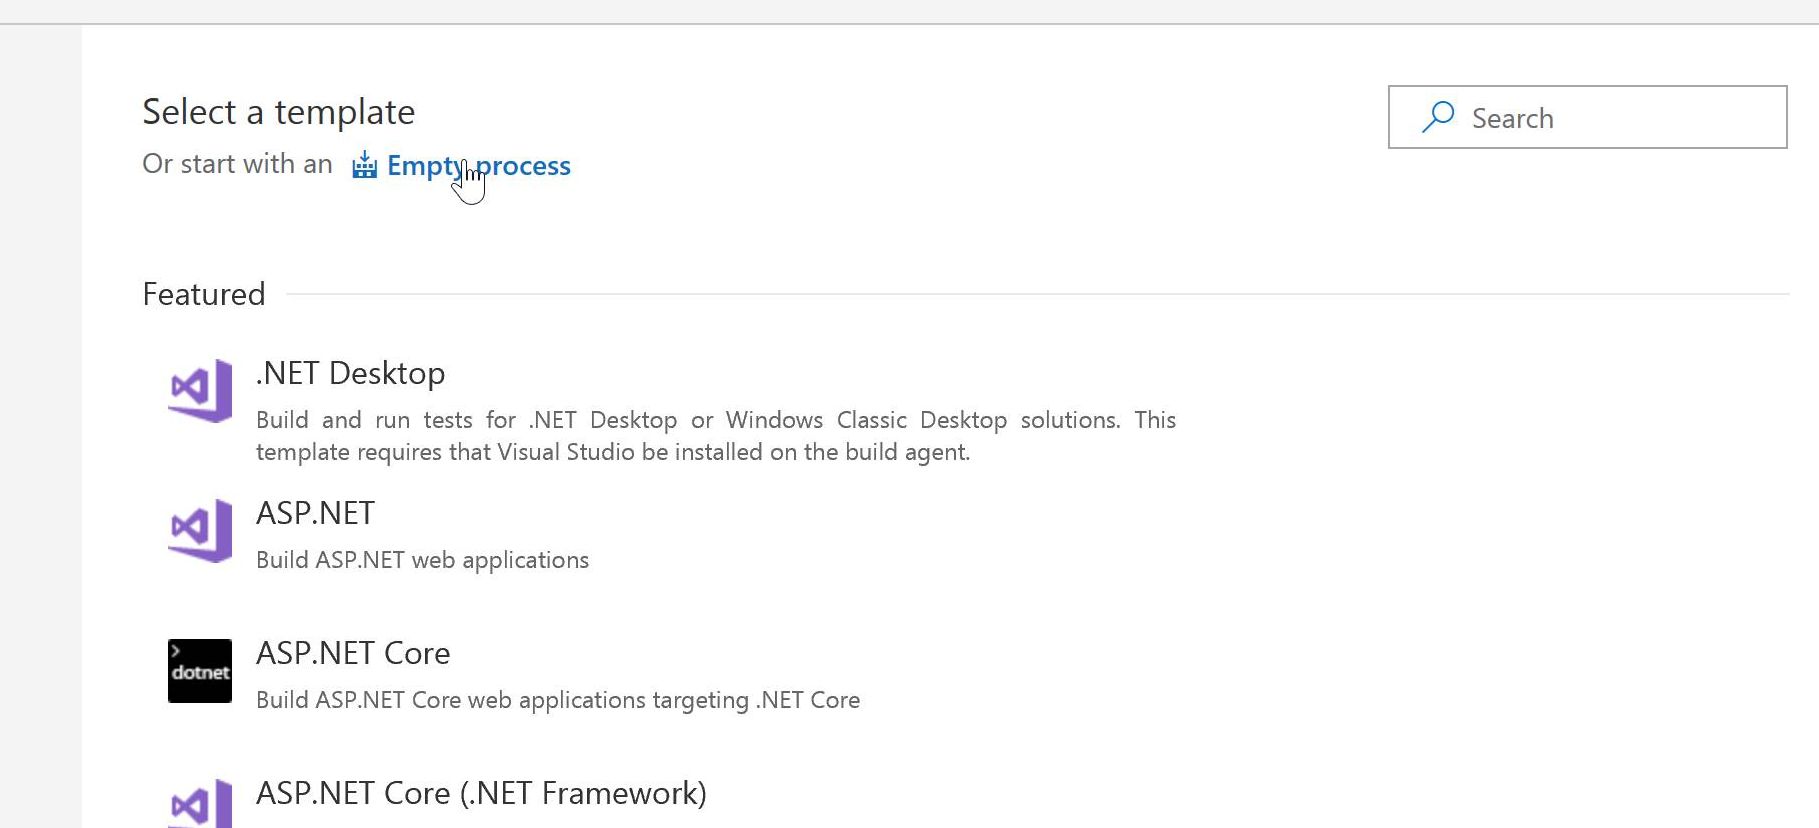 Select a template
Search
Or start with an Empty process
Featured
.NET Desktop
Build and run tests for .NET Desktop or Windows Classic Desktop solutions. This
template requires that Visual Studio be installed on the build agent.
ASP.NET
Build ASP.NET web applications
> dotnet
ASP.NET Core
Build ASP.NET Core web applications targeting .NET Core
ASP.NET Core (.NET Framework)